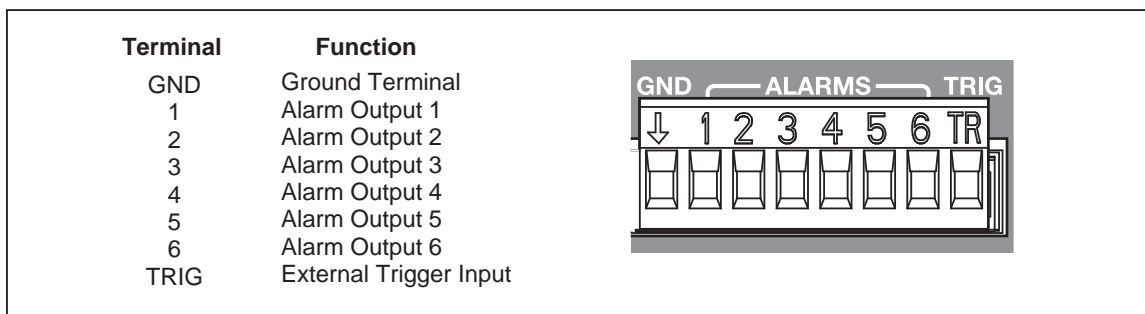 Terminal Function
GND Ground Terminal
1 Alarm Output 1
2 Alarm Output 2
3 Alarm Output 3
4 Alarm Output 4
5 Alarm Output 5
6 Alarm Output 6
TRIG External Trigger Input
GND ALARMS TRIG
↓ 1 2 3 4 5 6 TR